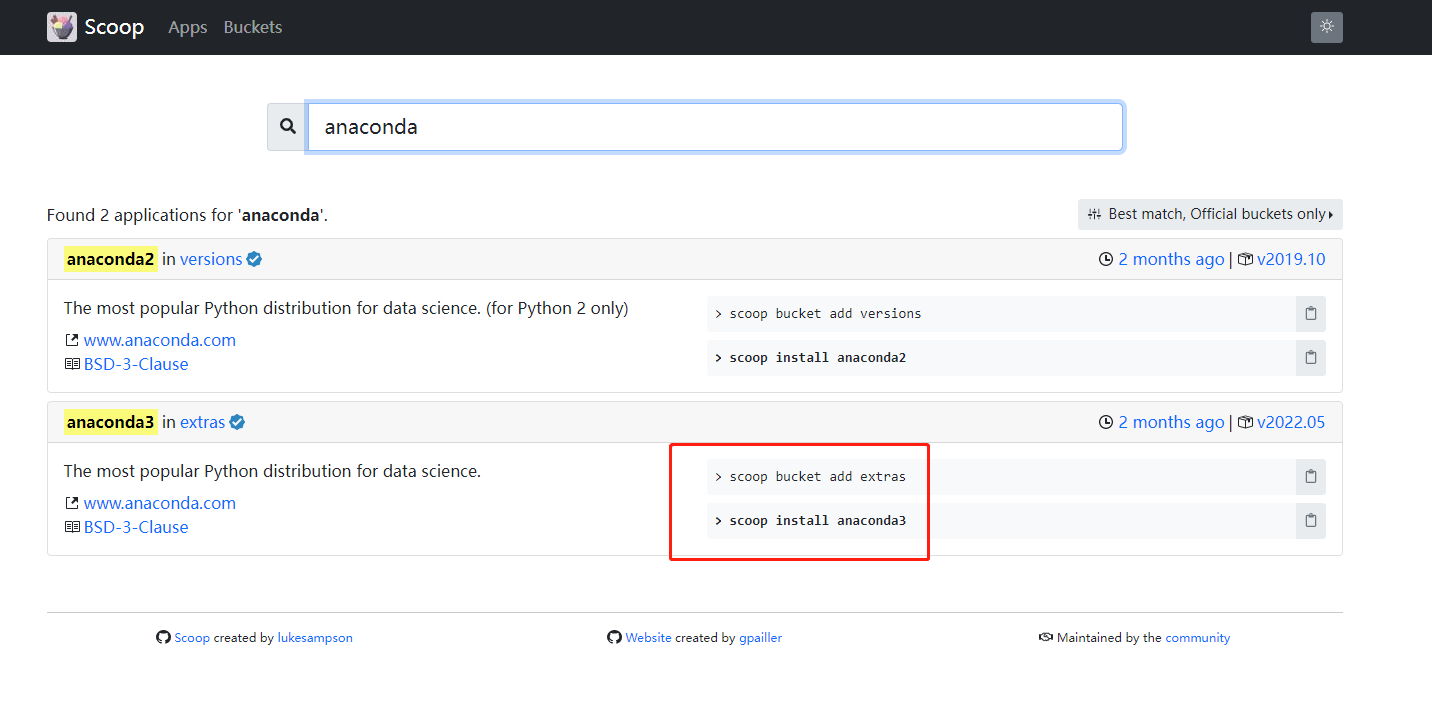 Scoop Apps Buckets
anaconda
Found 2 applications for 'anaconda'.
Best match, Official buckets only
anaconda2 in versions
2 months ago | v2019.10
The most popular Python distribution for data science. (for Python 2 only)
www.anaconda.com
BSD-3-Clause
> scoop bucket add versions
> scoop install anaconda2
anaconda3 in extras
2 months ago | v2022.05
The most popular Python distribution for data science.
www.anaconda.com
BSD-3-Clause
> scoop bucket add extras
> scoop install anaconda3
Scoop created by lukesampson
Website created by gpailler
Maintained by the community